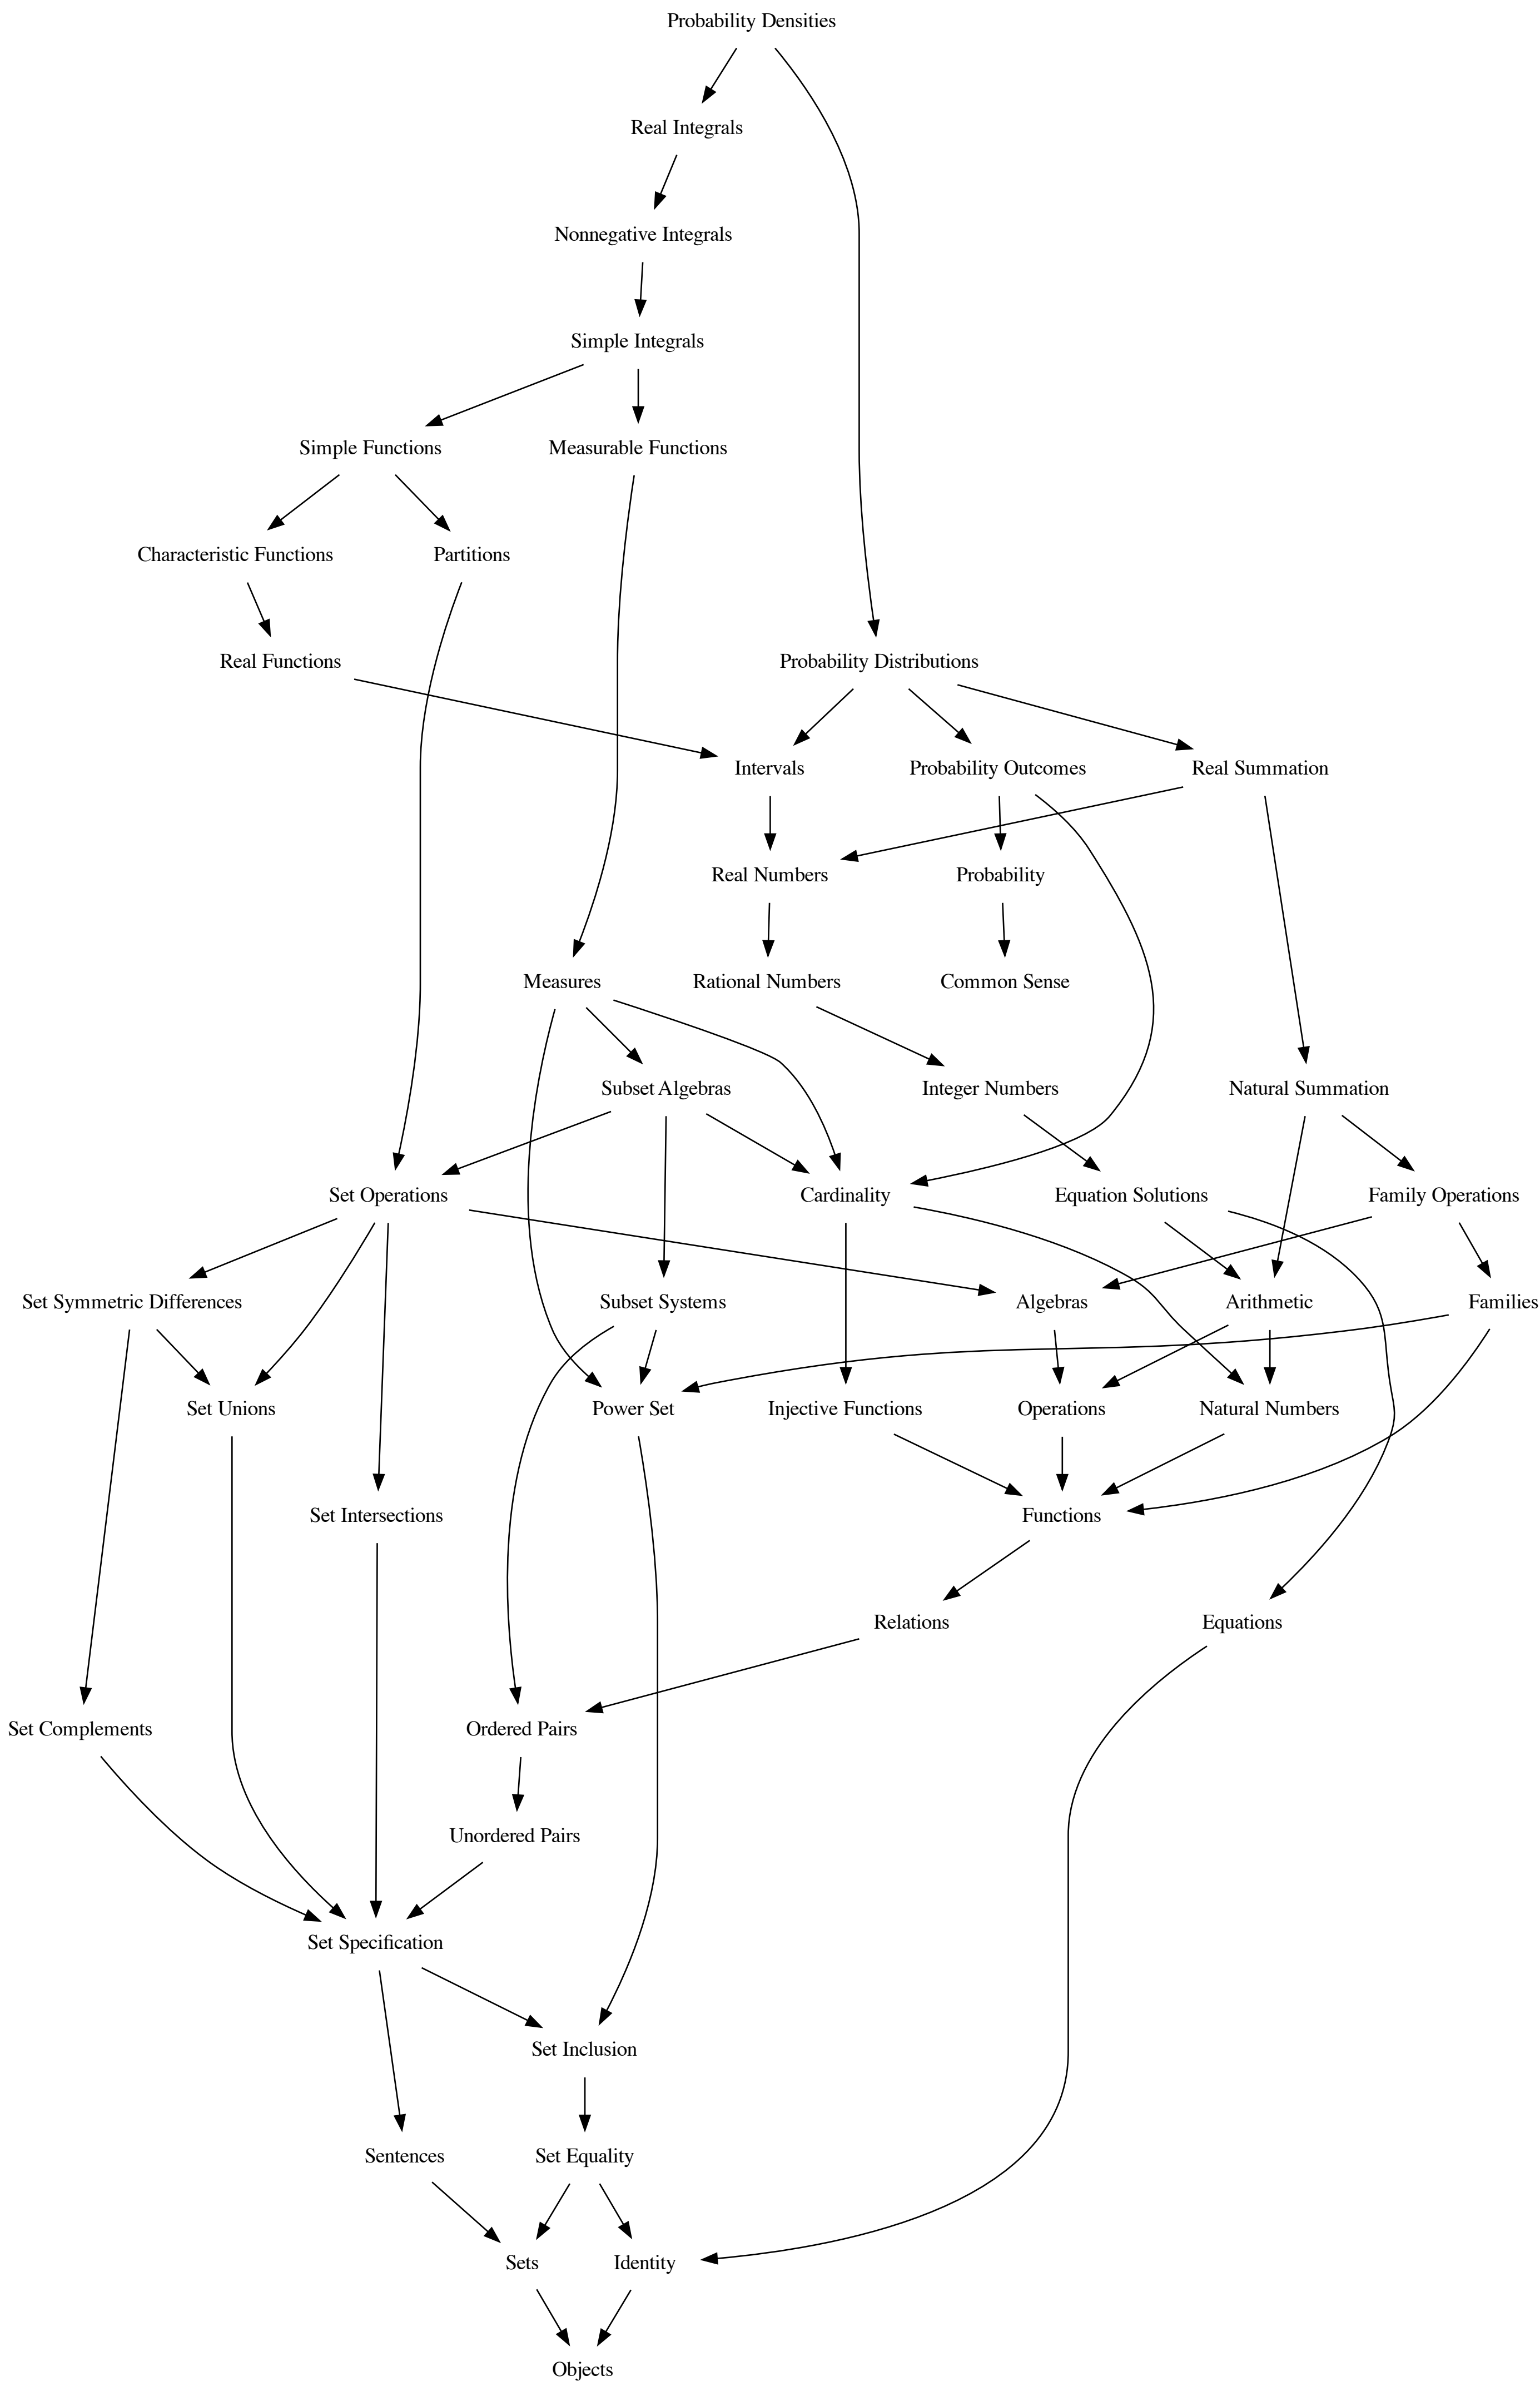 Probability Densities
Real Integrals
Nonnegative Integrals
Simple Integrals
Simple Functions
Measurable Functions
Characteristic Functions
Partitions
Real Functions
Probability Distributions
Intervals
Probability Outcomes
Real Summation
Real Numbers
Probability
Measures
Rational Numbers
Common Sense
Subset Algebras
Integer Numbers
Natural Summation
Set Operations
Cardinality
Equation Solutions
Family Operations
Set Symmetric Differences
Subset Systems
Algebras
Arithmetic
Families
Set Unions
Power Set
Injective Functions
Operations
Natural Numbers
Set Intersections
Functions
Relations
Equations
Set Complements
Ordered Pairs
Unordered Pairs
Set Specification
Set Inclusion
Sentences
Set Equality
Sets
Identity
Objects